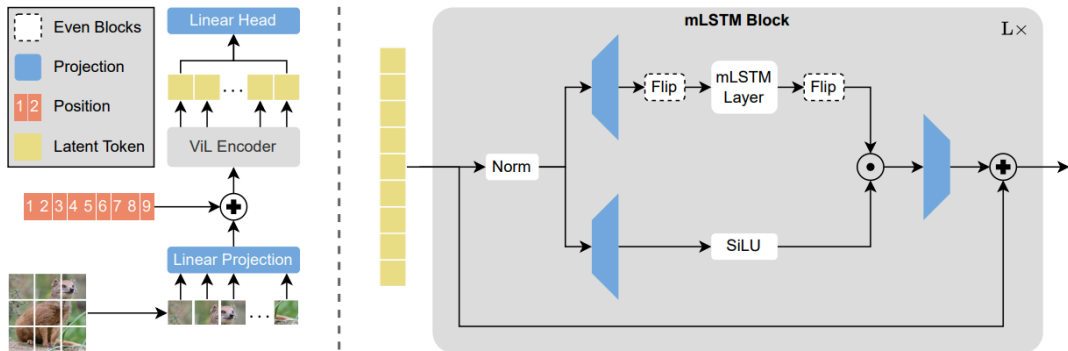 Even Blocks
Projection
1 2 Position
Latent Token
Linear Head
...
ViL Encoder
1 2 3 4 5 6 7 8 9
Linear Projection
...
mLSTM Block
L×
Flip
mLSTM
Layer
Flip
Norm
SiLU